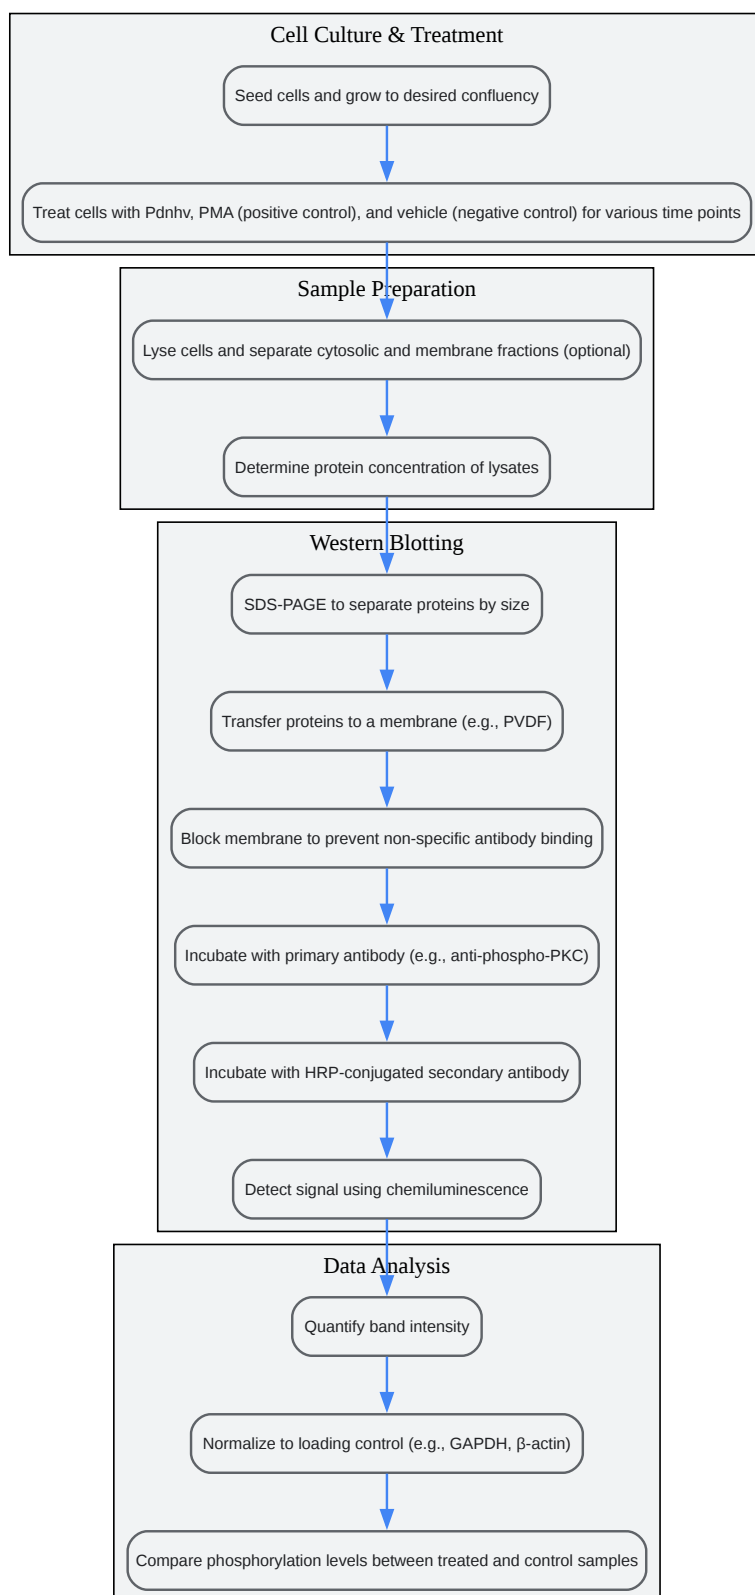 Cell Culture & Treatment
Seed cells and grow to desired confluency
Treat cells with Pdnhv, PMA (positive control), and vehicle (negative control) for various time points
Sample Preparation
Lyse cells and separate cytosolic and membrane fractions (optional)
Determine protein concentration of lysates
Western Blotting
SDS-PAGE to separate proteins by size
Transfer proteins to a membrane (e.g., PVDF)
Block membrane to prevent non-specific antibody binding
Incubate with primary antibody (e.g., anti-phospho-PKC)
Incubate with HRP-conjugated secondary antibody
Detect signal using chemiluminescence
Data Analysis
Quantify band intensity
Normalize to loading control (e.g., GAPDH, β-actin)
Compare phosphorylation levels between treated and control samples